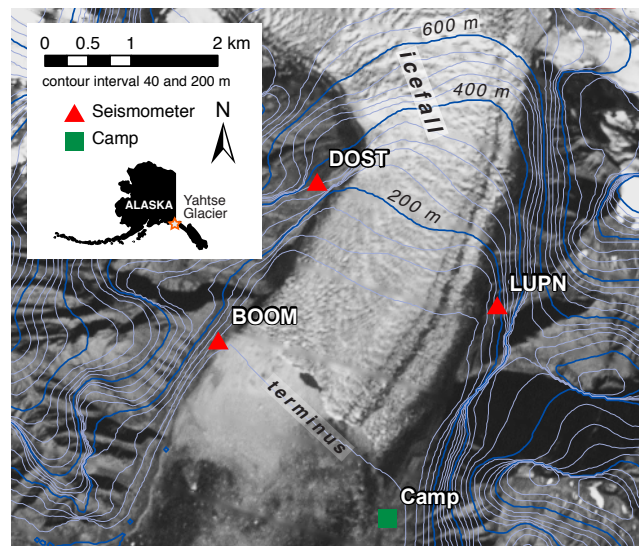 0 0.5 1 2 km
contour interval 40 and 200 m
Seismometer
Camp
N
ALASKA
Yahtse
Glacier
600 m
icefall
400 m
DOST
200 m
LUPN
BOOM
terminus
Camp